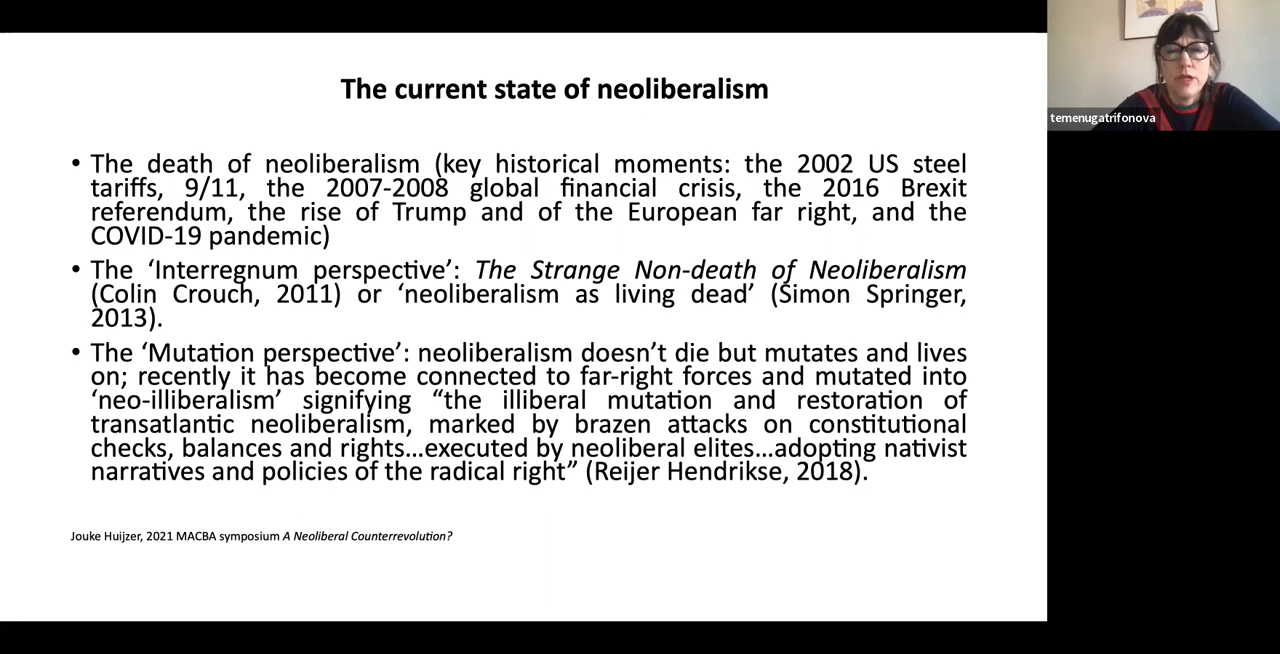 The current state of neoliberalism
• The death of neoliberalism (key historical moments: the 2002 US steel
tariffs, 9/11, the 2007-2008 global financial crisis, the 2016 Brexit
referendum, the rise of Trump and of the European far right, and the
COVID-19 pandemic)
• The ‘Interregnum perspective’: The Strange Non-death of Neoliberalism
(Colin Crouch, 2011) or ‘neoliberalism as living dead’ (Simon Springer,
2013).
• The ‘Mutation perspective’: neoliberalism doesn’t die but mutates and lives
on; recently it has become connected to far-right forces and mutated into
‘neo-illiberalism’ signifying “the illiberal mutation and restoration of
transatlantic neoliberalism, marked by brazen attacks on constitutional
checks, balances and rights…executed by neoliberal elites…adopting nativist
narratives and policies of the radical right” (Reijer Hendrikse, 2018).
Jouke Huijzer, 2021 MACBA symposium A Neoliberal Counterrevolution?
temenugatrifonova